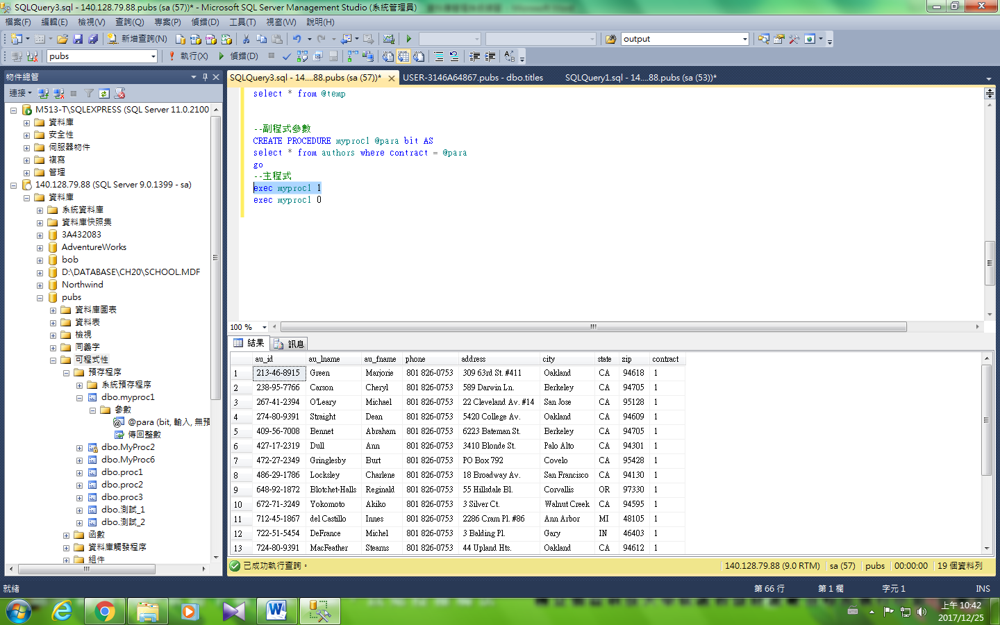 SQLQuery3.sql - 140.128.79.88.pubs (sa (57))* - Microsoft SQL Server Management Studio (系統管理員)
檔案(F) 編輯(E) 檢視(V) 查詢(Q) 專案(P) 偵錯(D) 工具(T) 視窗(W) 說明(H)
新增查詢(N) output
pubs 執行(X) 偵錯(D)
物件總管
連接
M513-T\SQLEXPRESS (SQL Server 11.0.2100
資料庫
安全性
伺服器物件
複寫
管理
140.128.79.88 (SQL Server 9.0.1399 - sa)
資料庫
系統資料庫
資料庫快照集
3A432083
AdventureWorks
bob
D:\DATABASE\CH20\SCHOOL.MDF
Northwind
pubs
資料庫圖表
資料表
檢視
同義字
可程式性
預存程序
系統預存程序
dbo.myproc1
參數
@para (bit, 輸入, 無預
傳回整數
dbo.MyProc2
dbo.MyProc6
dbo.proc1
dbo.proc2
dbo.proc3
dbo.測試_1
dbo.測試_2
函數
資料庫觸發程序
組件
SQLQuery3.sql - 14....88.pubs (sa (57))* USER-3146A64867.pubs - dbo.titles SQLQuery1.sql - 14....88.pubs (sa (53))*
select * from @temp
--副程式參數
CREATE PROCEDURE myproc1 @para bit AS
select * from authors where contract = @para
go
--主程式
exec myproc1 1
exec myproc1 0
100 %
結果 訊息
au_id au_lname au_fname phone address city state zip contract
1 213-46-8915 Green Marjorie 801 826-0753 309 63rd St. #411 Oakland CA 94618 1
2 238-95-7766 Carson Cheryl 801 826-0753 589 Darwin Ln. Berkeley CA 94705 1
3 267-41-2394 O'Leary Michael 801 826-0753 22 Cleveland Av. #14 San Jose CA 95128 1
4 274-80-9391 Straight Dean 801 826-0753 5420 College Av. Oakland CA 94609 1
5 409-56-7008 Bennet Abraham 801 826-0753 6223 Bateman St. Berkeley CA 94705 1
6 427-17-2319 Dull Ann 801 826-0753 3410 Blonde St. Palo Alto CA 94301 1
7 472-27-2349 Gringlesby Burt 801 826-0753 PO Box 792 Covelo CA 95428 1
8 486-29-1786 Locksley Charlene 801 826-0753 18 Broadway Av. San Francisco CA 94130 1
9 648-92-1872 Blotchet-Halls Reginald 801 826-0753 55 Hillsdale Bl. Corvallis OR 97330 1
10 672-71-3249 Yokomoto Akiko 801 826-0753 3 Silver Ct. Walnut Creek CA 94595 1
11 712-45-1867 del Castillo Innes 801 826-0753 2286 Cram Pl. #86 Ann Arbor MI 48105 1
12 722-51-5454 DeFrance Michel 801 826-0753 3 Balding Pl. Gary IN 46403 1
13 724-80-9391 MacFeather Stearns 801 826-0753 44 Upland Hts. Oakland CA 94612 1
已成功執行查詢。 140.128.79.88 (9.0 RTM) sa (57) pubs 00:00:00 19 個資料列
就緒 第 66 行 第 1 欄 字元 1 INS
上午 10:42
2017/12/25